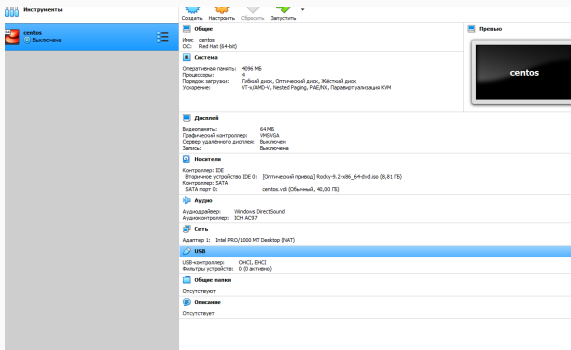 Инструменты
centos
Выключена
Создать Настроить Сбросить Запустить
Общие
Имя: centos
ОС: Red Hat (64-bit)
Система
Оперативная память: 4096 МБ
Процессоры: 4
Порядок загрузки: Гибкий диск, Оптический диск, Жёсткий диск
Ускорение: VT-x/AMD-V, Nested Paging, PAE/NX, Паравиртуализация KVM
Превью
centos
Дисплей
Видеопамять: 64 МБ
Графический контроллер: VMSVGA
Сервер удалённого дисплея: Выключен
Запись: Выключена
Носители
Контроллер: IDE
Вторичное устройство IDE 0: [Оптический привод] Rocky-9.2-x86_64-dvd.iso (8,81 ГБ)
Контроллер: SATA
SATA порт 0: centos.vdi (Обычный, 40,00 ГБ)
Аудио
Аудиодрайвер: Windows DirectSound
Аудиоконтроллер: ICH AC97
Сеть
Адаптер 1: Intel PRO/1000 MT Desktop (NAT)
USB
USB-контроллер: OHCI, EHCI
Фильтры устройств: 0 (0 активно)
Общие папки
Отсутствуют
Описание
Отсутствует